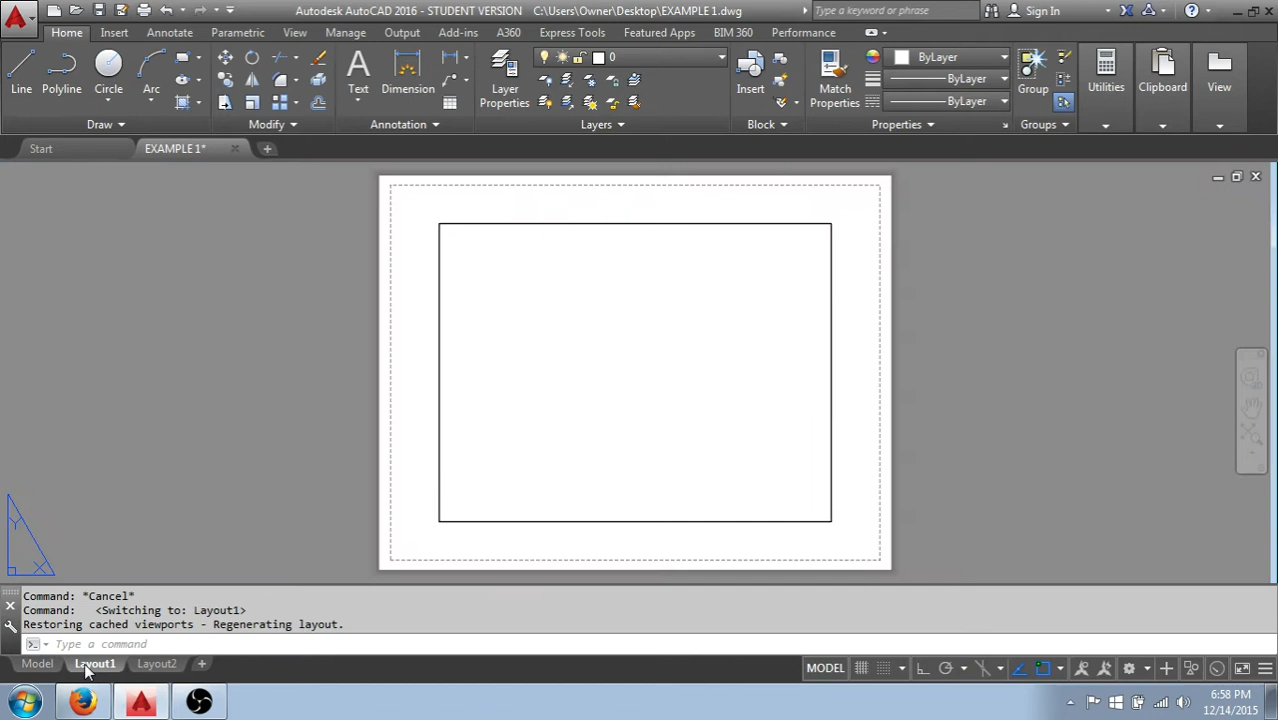 Autodesk AutoCAD 2016 - STUDENT VERSION C:\Users\Owner\Desktop\EXAMPLE 1.dwg
Type a keyword or phrase
Sign In
Home Insert Annotate Parametric View Manage Output Add-ins A360 Express Tools Featured Apps BIM 360 Performance
Line Polyline Circle Arc
Text Dimension
Layer Properties
0
Insert
Match Properties
ByLayer
ByLayer
ByLayer
Group
Utilities
Clipboard
View
Draw Modify Annotation Layers Block Properties Groups
Start
EXAMPLE 1*
Y
X
Command: *Cancel*
Command: <Switching to: Layout1>
Restoring cached viewports - Regenerating layout.
Type a command
Model Layout1 Layout2
MODEL
6:58 PM
12/14/2015